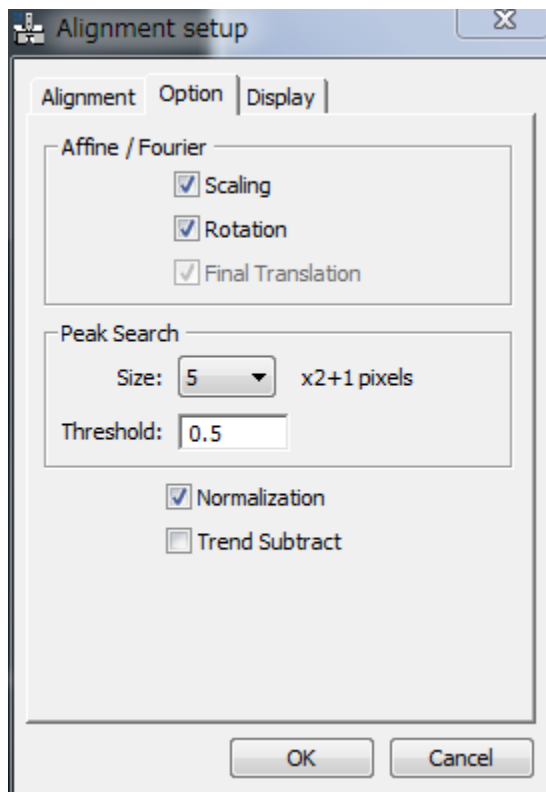 Alignment setup
Alignment Option Display
Affine / Fourier
Scaling
Rotation
Final Translation
Peak Search
Size: 5 x2+1 pixels
Threshold: 0.5
Normalization
Trend Subtract
OK Cancel